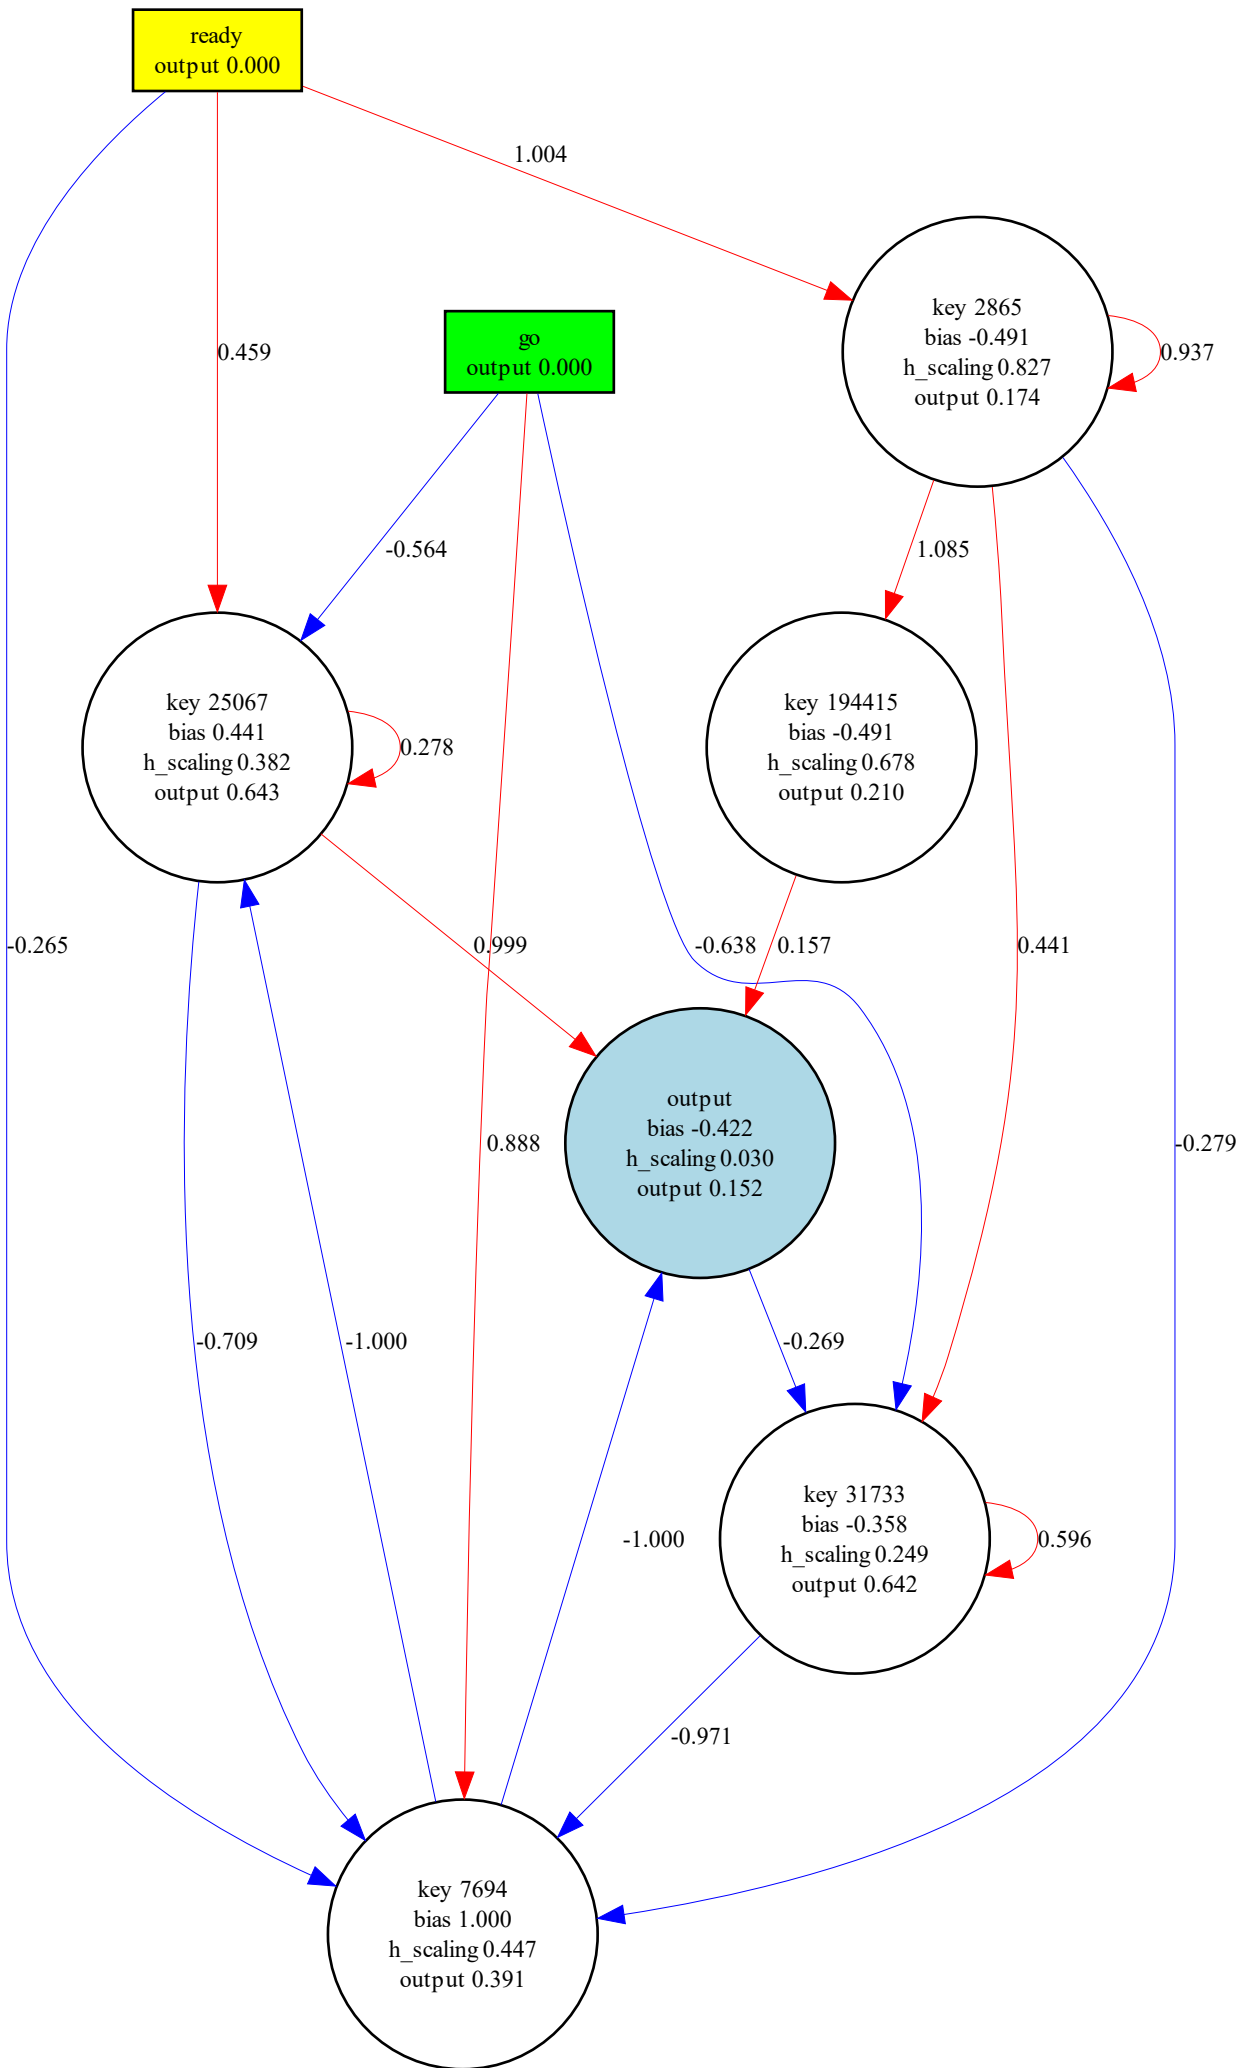 ready
output 0.000
1.004
go
output 0.000
key 2865
bias -0.491
h_scaling 0.827
output 0.174
0.459
0.937
-0.564
1.085
key 25067
bias 0.441
h_scaling 0.382
output 0.643
0.278
key 194415
bias -0.491
h_scaling 0.678
output 0.210
-0.265
0.999
-0.638
0.157
0.441
output
bias -0.422
h_scaling 0.030
output 0.152
0.888
-0.279
-0.709
-1.000
-0.269
key 31733
bias -0.358
h_scaling 0.249
output 0.642
-1.000
0.596
-0.971
key 7694
bias 1.000
h_scaling 0.447
output 0.391